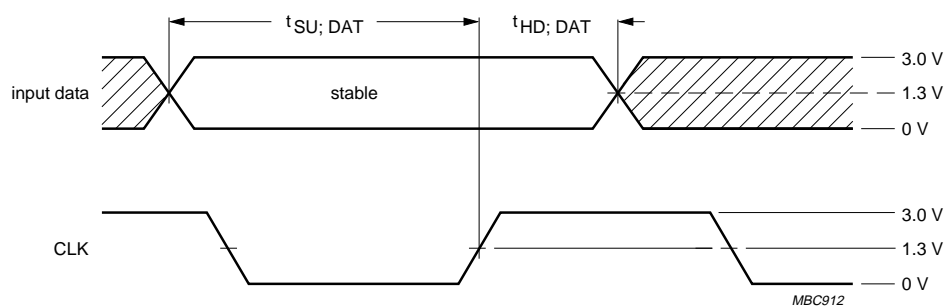 t SU; DAT
t HD; DAT
input data
stable
3.0 V
1.3 V
0 V
CLK
3.0 V
1.3 V
0 V
MBC912